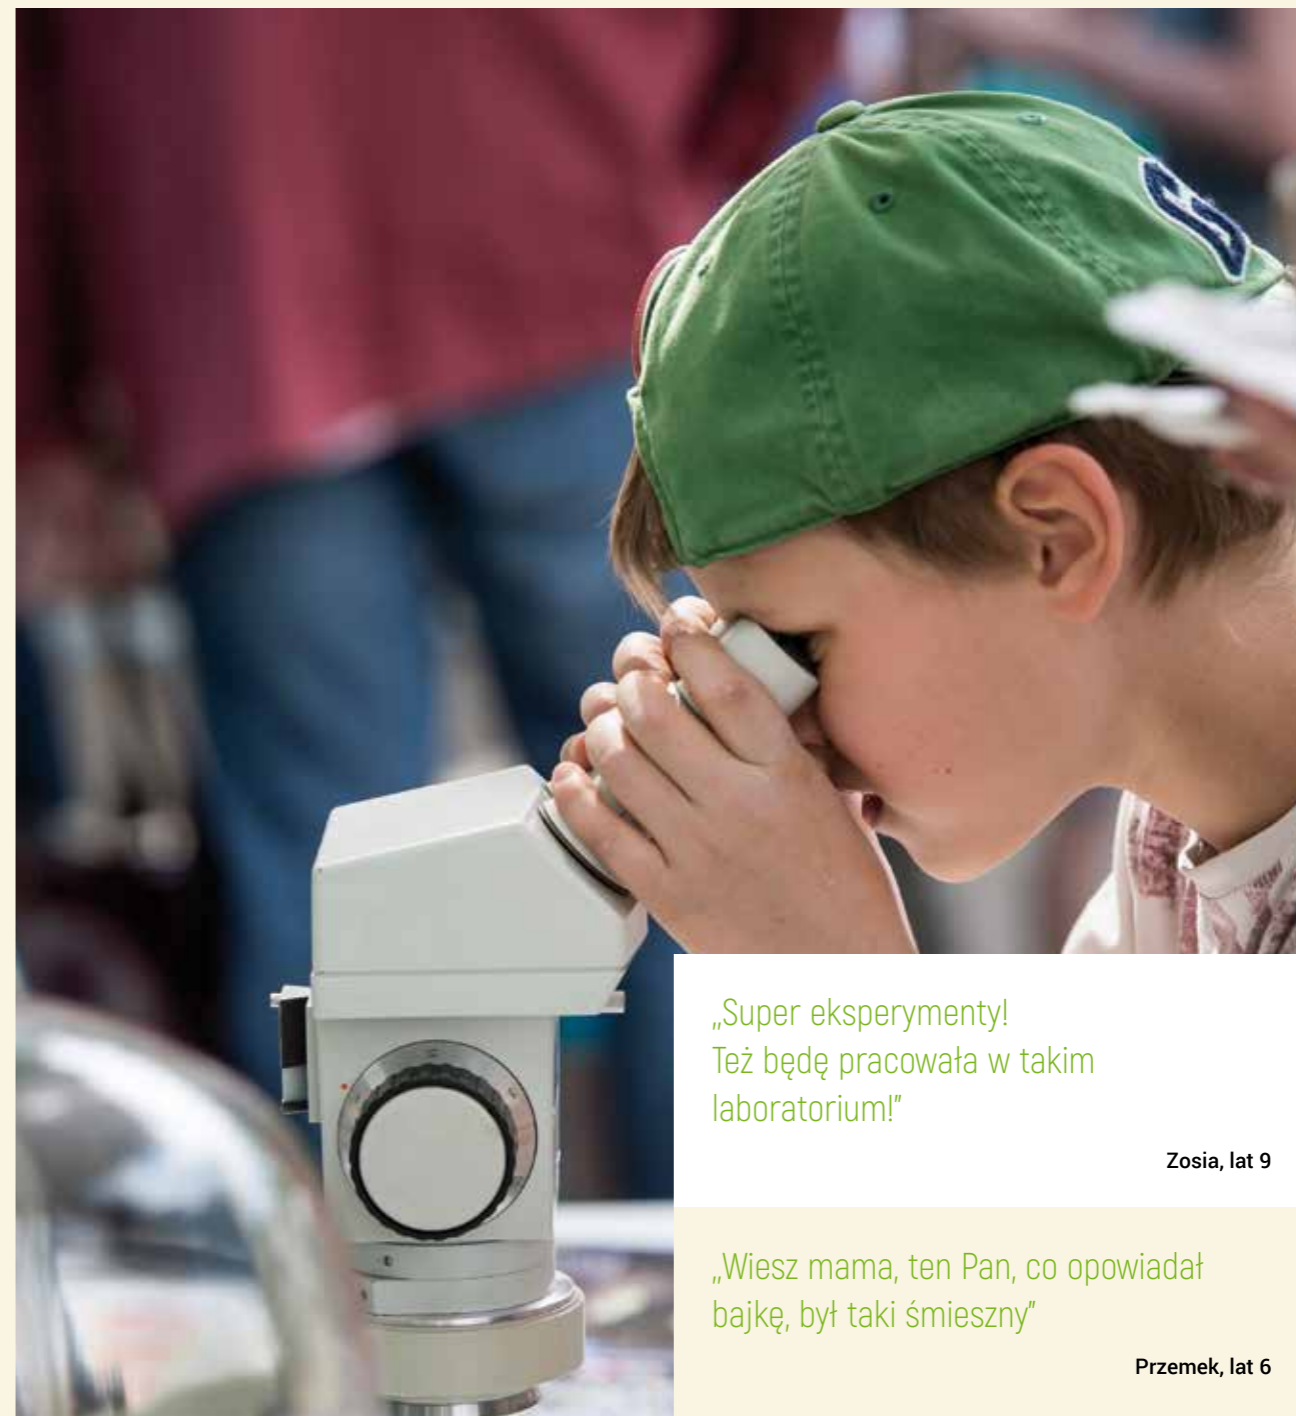 „Super eksperymenty!
Też będę pracowała w takim
laboratorium!”
Zosia, lat 9
„Wiesz mama, ten Pan, co opowiadał
bajkę, był taki śmieszny”
Przemek, lat 6